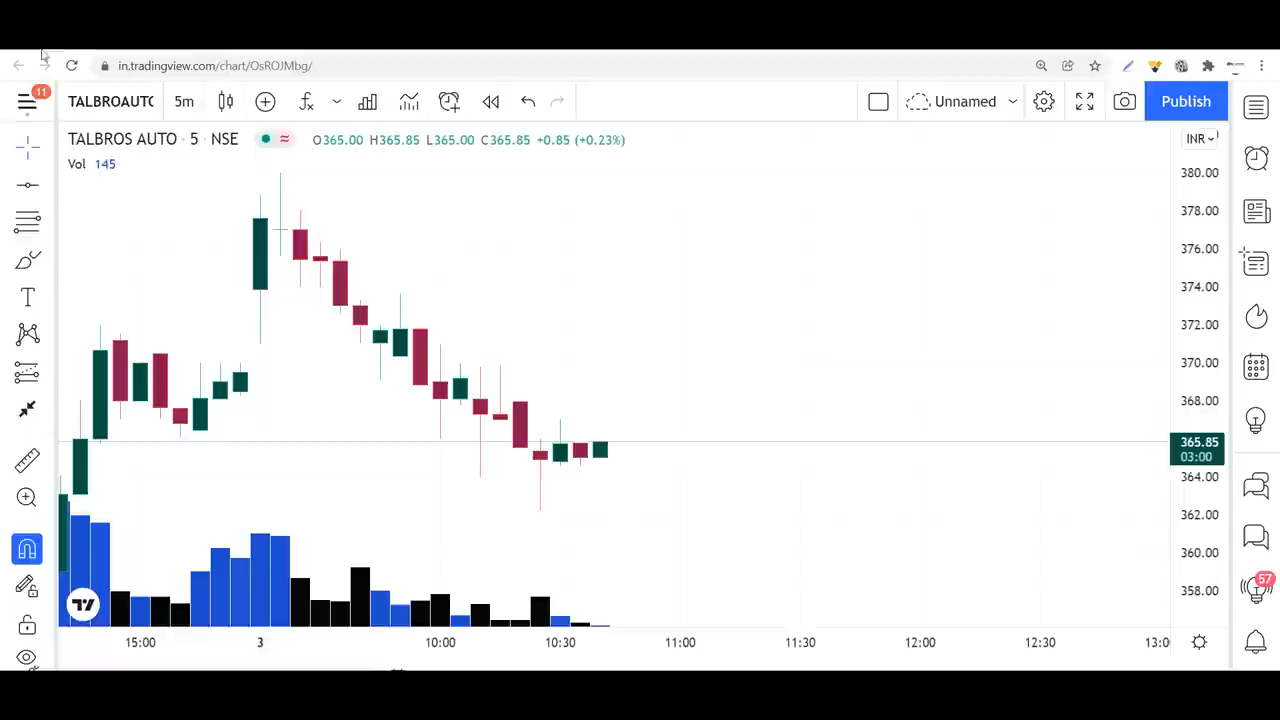 in.tradingview.com/chart/OsROJMbg/
11 TALBROAUTO 5m Unnamed Publish
TALBROS AUTO · 5 · NSE O365.00 H365.85 L365.00 C365.85 +0.85 (+0.23%) INR
Vol 145
380.00
378.00
376.00
374.00
372.00
370.00
368.00
365.85
03:00
364.00
362.00
360.00
57
358.00
15:00 3 10:00 10:30 11:00 11:30 12:00 12:30 13:0